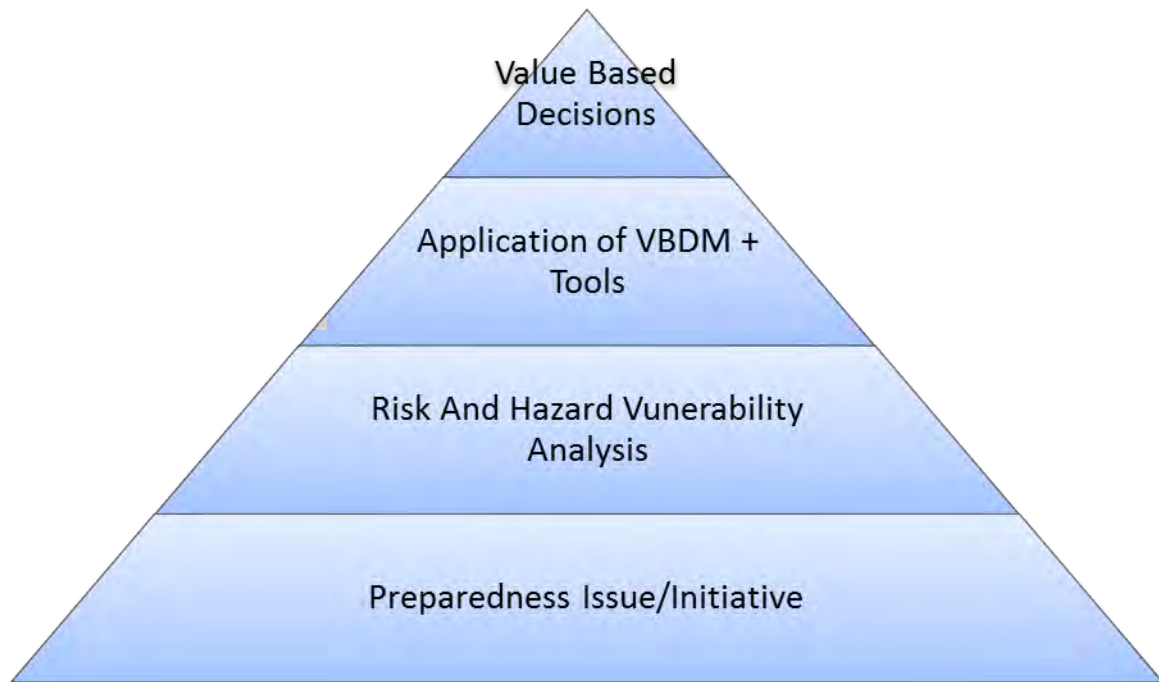 Value Based
Decisions
Application of VBDM +
Tools
Risk And Hazard Vunerability
Analysis
Preparedness Issue/Initiative